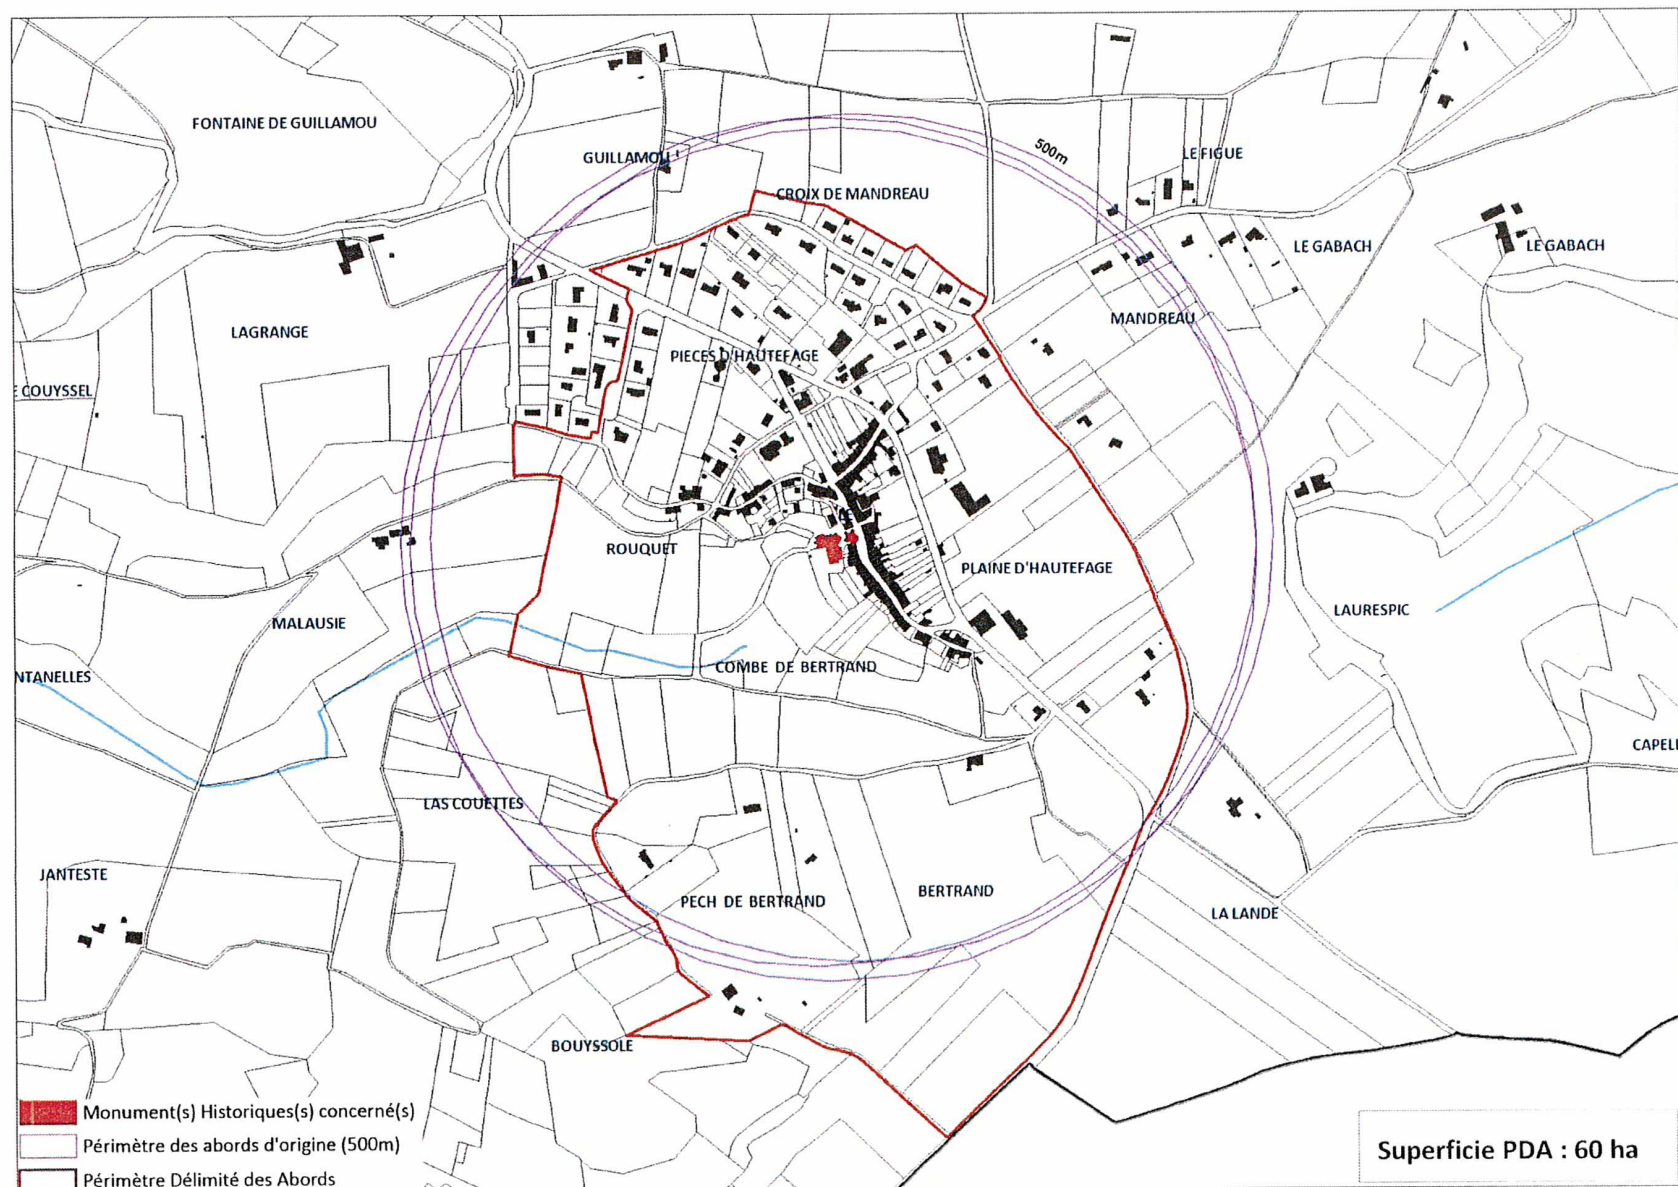 FONTAINE DE GUILLAMOU
GUILLAMOU
500m
LE FIGUE
CROIX DE MANDREAU
LE GABACH
LE GABACH
LAGRANGE
MANDREAU
PIECES D'HAUTEFAGE
E COUYSSEL
LE
ROUQUET
PLAINE D'HAUTEFAGE
LAURESPIC
MALAUSIE
COMBE DE BERTRAND
NTANELLES
CAPELL
LAS COUETTES
JANTESTE
PECH DE BERTRAND
BERTRAND
LA LANDE
BOUYSSOLE
Monument(s) Historiques(s) concerné(s)
Périmètre des abords d'origine (500m)
Périmètre Délimité des Abords
Superficie PDA : 60 ha